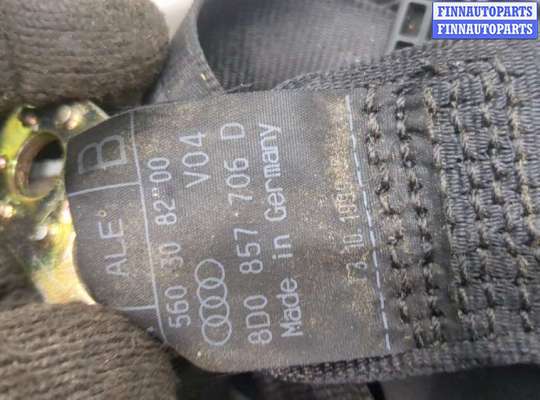 FINNAUTOPARTS
FINNAUTOPARTS
B
ALE
560 30 82-00
V04
8D0 857 706 D
Made in Germany